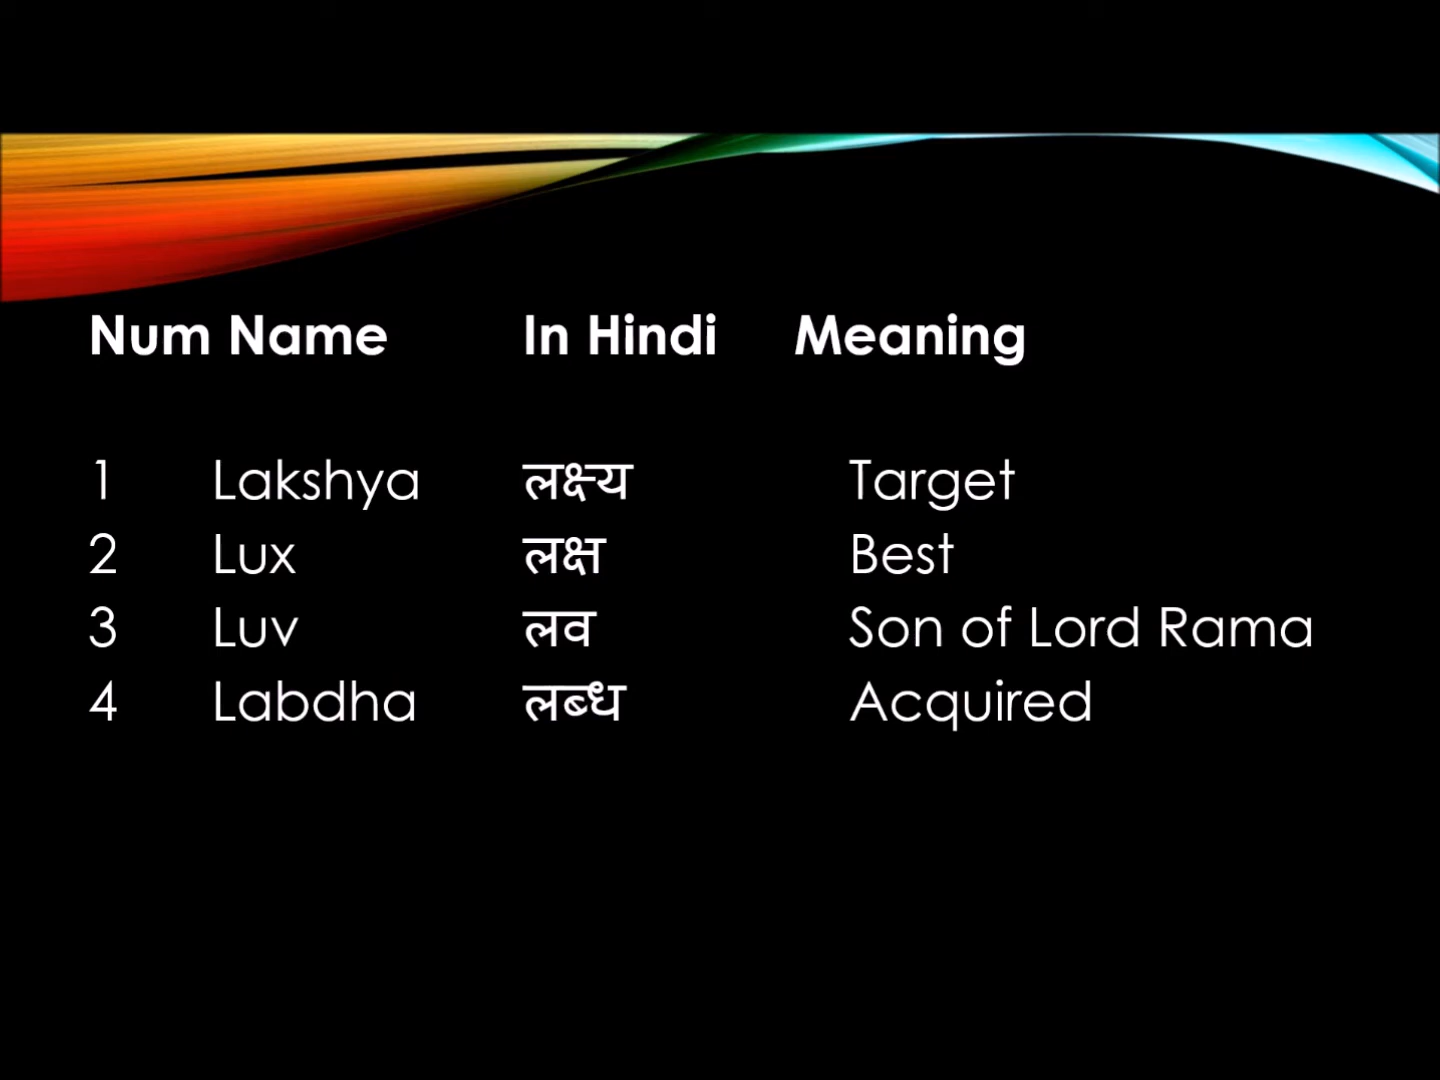 Num Name In Hindi Meaning
1 Lakshya लक्ष्य Target
2 Lux लक्ष Best
3 Luv लव Son of Lord Rama
4 Labdha लब्ध Acquired